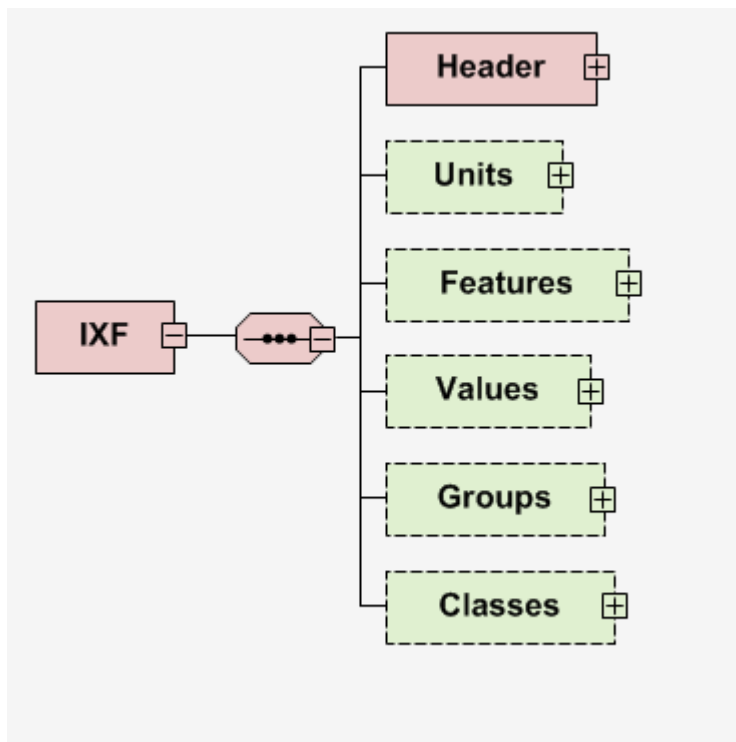 Header
Units
Features
IXF
Values
Groups
Classes